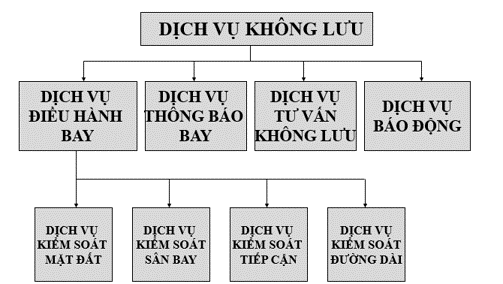 DỊCH VỤ KHÔNG LƯU
DỊCH VỤ
ĐIỀU HÀNH
BAY
DỊCH VỤ
THÔNG BÁO
BAY
DỊCH VỤ
TƯ VẤN
KHÔNG LƯU
DỊCH VỤ
BÁO ĐỘNG
DỊCH VỤ
KIỂM SOÁT
MẶT ĐẤT
DỊCH VỤ
KIỂM SOÁT
SÂN BAY
DỊCH VỤ
KIỂM SOÁT
TIẾP CẬN
DỊCH VỤ
KIỂM SOÁT
ĐƯỜNG DÀI